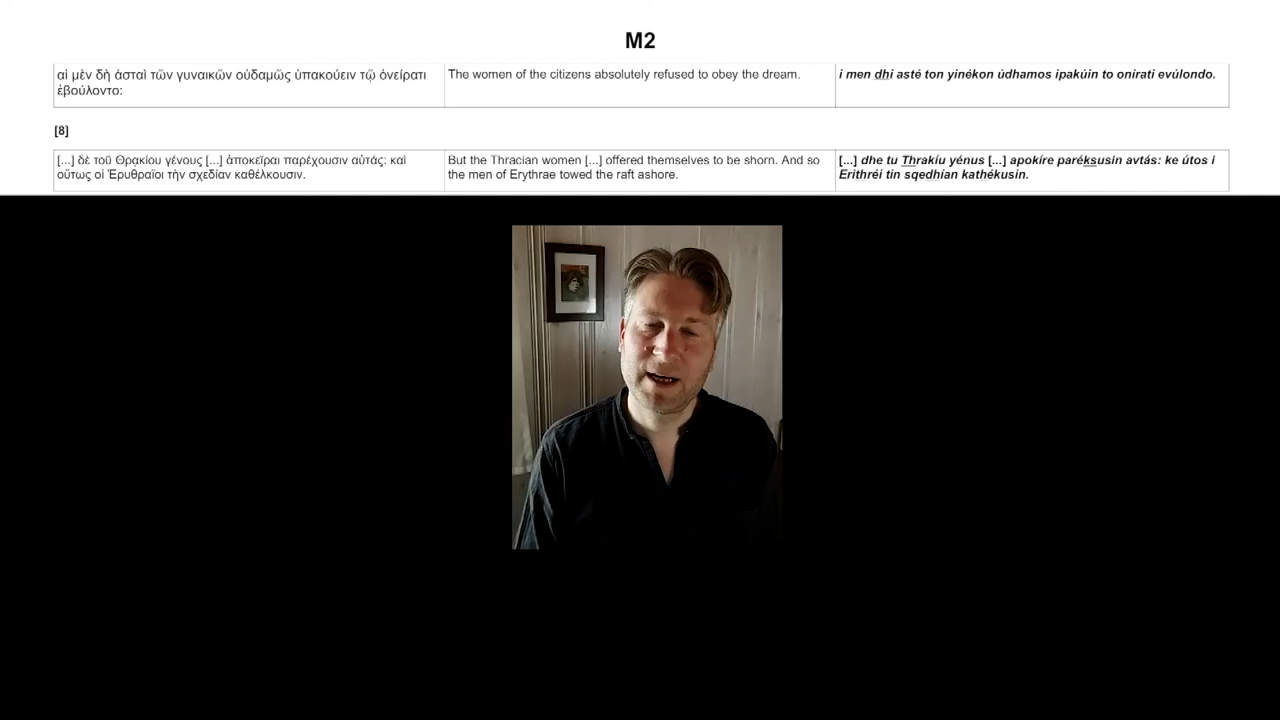 M2
αἱ μὲν δὴ ἀσταὶ τῶν γυναικῶν οὐδαμῶς ὑπακούειν τῷ ὀνείρατι
ἐβούλοντο:
The women of the citizens absolutely refused to obey the dream.
i men dhi asté ton yinékon údhamos ipakúin to onírati evúlondo.
[8]
[...] δὲ τοῦ Θρᾳκίου γένους [...] ἀποκεῖραι παρέχουσιν αὑτάς: καὶ
οὕτως οἱ Ἐρυθραῖοι τὴν σχεδίαν καθέλκουσιν.
But the Thracian women [...] offered themselves to be shorn. And so
the men of Erythrae towed the raft ashore.
[...] dhe tu Thrakíu yénus [...] apokíre paréksusin avtás: ke útos i
Erithréi tin sqedhían kathékusin.